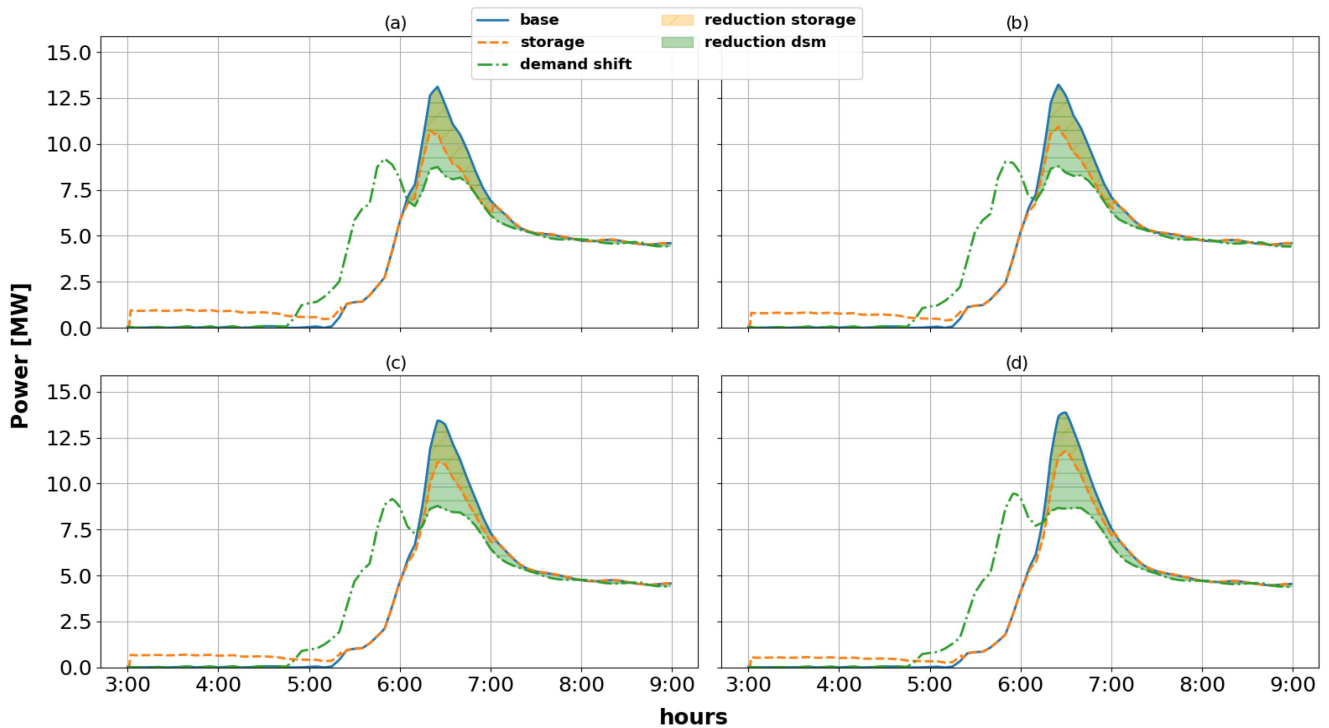 (a)
(b)
base
storage
demand shift
reduction storage
reduction dsm
15.0
12.5
10.0
7.5
5.0
2.5
0.0
(c)
(d)
15.0
12.5
10.0
7.5
5.0
2.5
0.0
Power [MW]
3:00 4:00 5:00 6:00 7:00 8:00 9:00
3:00 4:00 5:00 6:00 7:00 8:00 9:00
hours